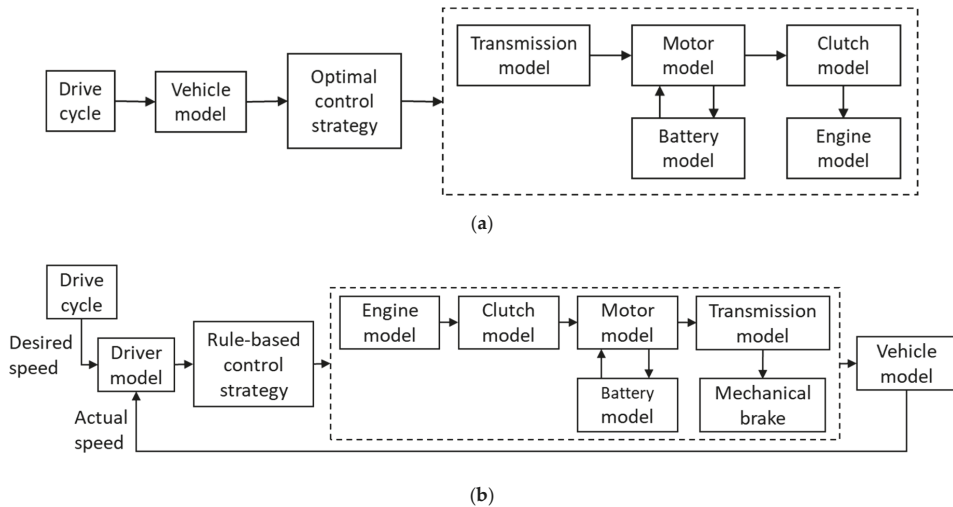 Drive
cycle
Vehicle
model
Optimal
control
strategy
Transmission
model
Motor
model
Clutch
model
Battery
model
Engine
model
(a)
Drive
cycle
Desired
speed
Driver
model
Actual
speed
Rule-based
control
strategy
Engine
model
Clutch
model
Motor
model
Transmission
model
Battery
model
Mechanical
brake
Vehicle
model
(b)